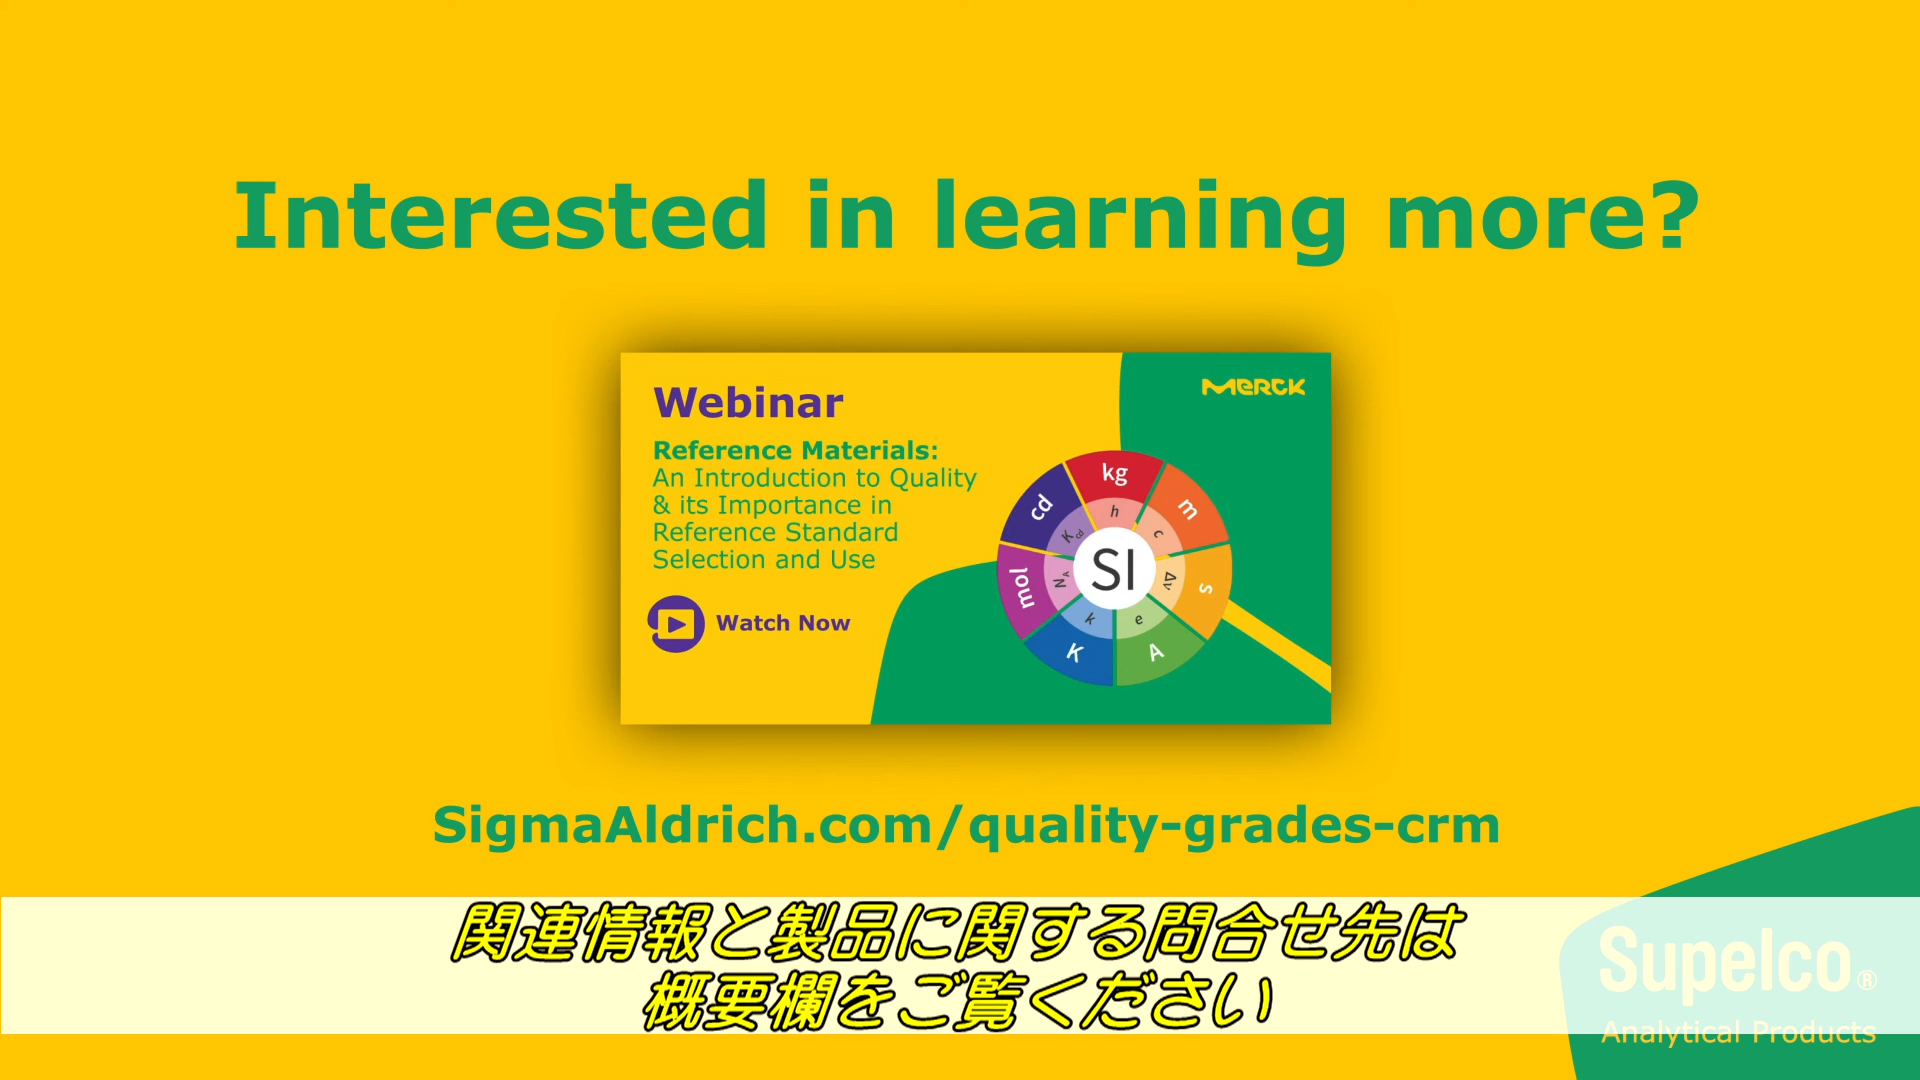 Interested in learning more?
Webinar
MERCK
Reference Materials:
An Introduction to Quality
& its Importance in
Reference Standard
Selection and Use
Watch Now
kg
m
s
A
K
mol
cd
h
c
Δν
e
k
NA
Kcd
SI
SigmaAldrich.com/quality-grades-crm
関連情報と製品に関する問合せ先は
概要欄をご覧ください
Supelco®
Analytical Products